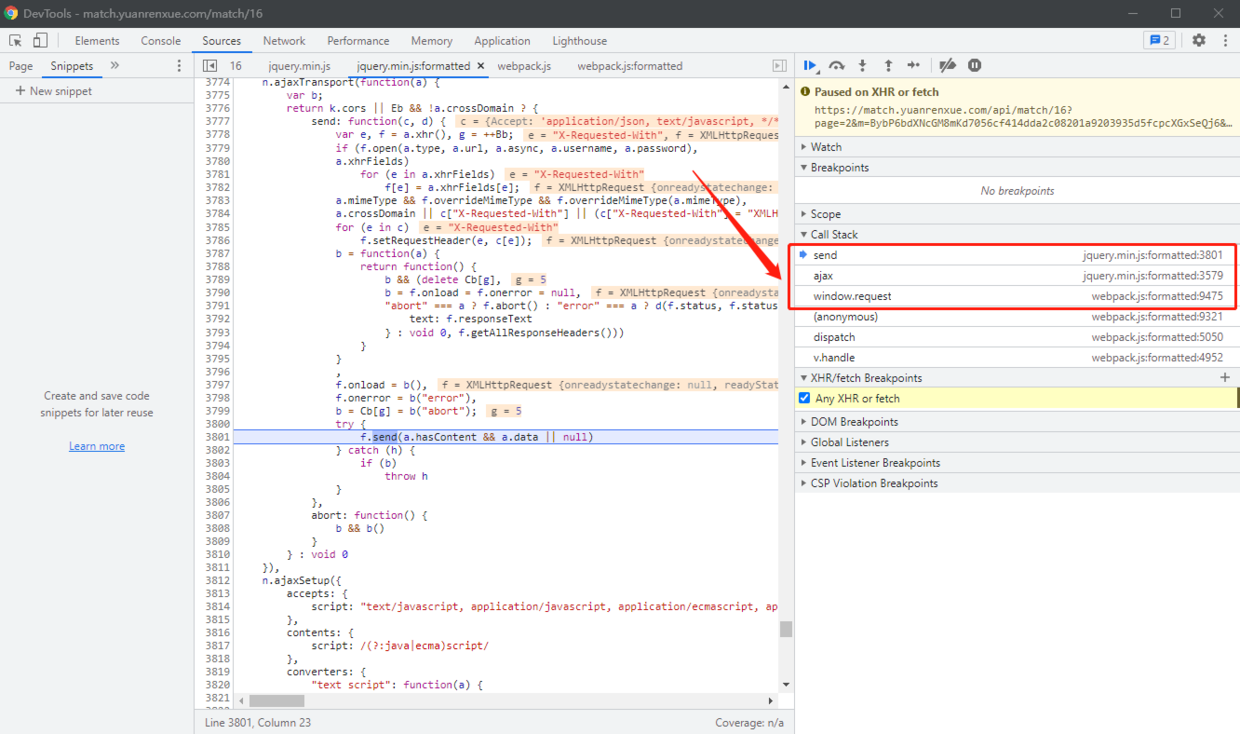 DevTools - match.yuanrenxue.com/match/16
Elements Console Sources Network Performance Memory Application Lighthouse 2
Page Snippets
New snippet
16 jquery.min.js jquery.min.js:formatted webpack.js webpack.js:formatted
3774 n.ajaxTransport(function(a) {
3775 var b;
3776 return k.cors || Eb && !a.crossDomain ? {
3777 send: function(c, d) { c = {Accept: 'application/json, text/javascript, */*
3778 var e, f = a.xhr(), g = ++Bb; e = "X-Requested-With", f = XMLHttpReques
3779 if (f.open(a.type, a.url, a.async, a.username, a.password),
3780 a.xhrFields)
3781 for (e in a.xhrFields) e = "X-Requested-With"
3782 f[e] = a.xhrFields[e]; f = XMLHttpRequest {onreadystatechange:
3783 a.mimeType && f.overrideMimeType && f.overrideMimeType(a.mimeType),
3784 a.crossDomain || c["X-Requested-With"] || (c["X-Requested-With"] = "XML
3785 for (e in c) e = "X-Requested-With"
3786 f.setRequestHeader(e, c[e]); f = XMLHttpRequest {onreadystatechange
3787 b = function(a) {
3788 return function() {
3789 b && (delete Cb[g], g = 5
3790 b = f.onload = f.onerror = null, f = XMLHttpRequest {onreadysta
3791 "abort" === a ? f.abort() : "error" === a ? d(f.status, f.status
3792 text: f.responseText
3793 } : void 0, f.getAllResponseHeaders()))
3794 }
3795 }
3796 ,
3797 f.onload = b(), f = XMLHttpRequest {onreadystatechange: null, readyStat
3798 f.onerror = b("error"),
3799 b = Cb[g] = b("abort"); g = 5
3800 try {
3801 f.send(a.hasContent && a.data || null)
3802 } catch (h) {
3803 if (b)
3804 throw h
3805 }
3806 },
3807 abort: function() {
3808 b && b()
3809 }
3810 } : void 0
3811 }),
3812 n.ajaxSetup({
3813 accepts: {
3814 script: "text/javascript, application/javascript, application/ecmascript, ap
3815 },
3816 contents: {
3817 script: /(?:java|ecma)script/
3818 },
3819 converters: {
3820 "text script": function(a) {
3821
Create and save code
snippets for later reuse
Learn more
Line 3801, Column 23 Coverage: n/a
Paused on XHR or fetch
https://match.yuanrenxue.com/api/match/16?
page=2&m=BybP6bdXNcGM8mKd7056cf414dda2c08201a9203935d5fcpcXGxSeQj6&…
Watch
Breakpoints
No breakpoints
Scope
Call Stack
send jquery.min.js:formatted:3801
ajax jquery.min.js:formatted:3579
window.request webpack.js:formatted:9475
(anonymous) webpack.js:formatted:9321
dispatch webpack.js:formatted:5050
v.handle webpack.js:formatted:4952
XHR/fetch Breakpoints
Any XHR or fetch
DOM Breakpoints
Global Listeners
Event Listener Breakpoints
CSP Violation Breakpoints